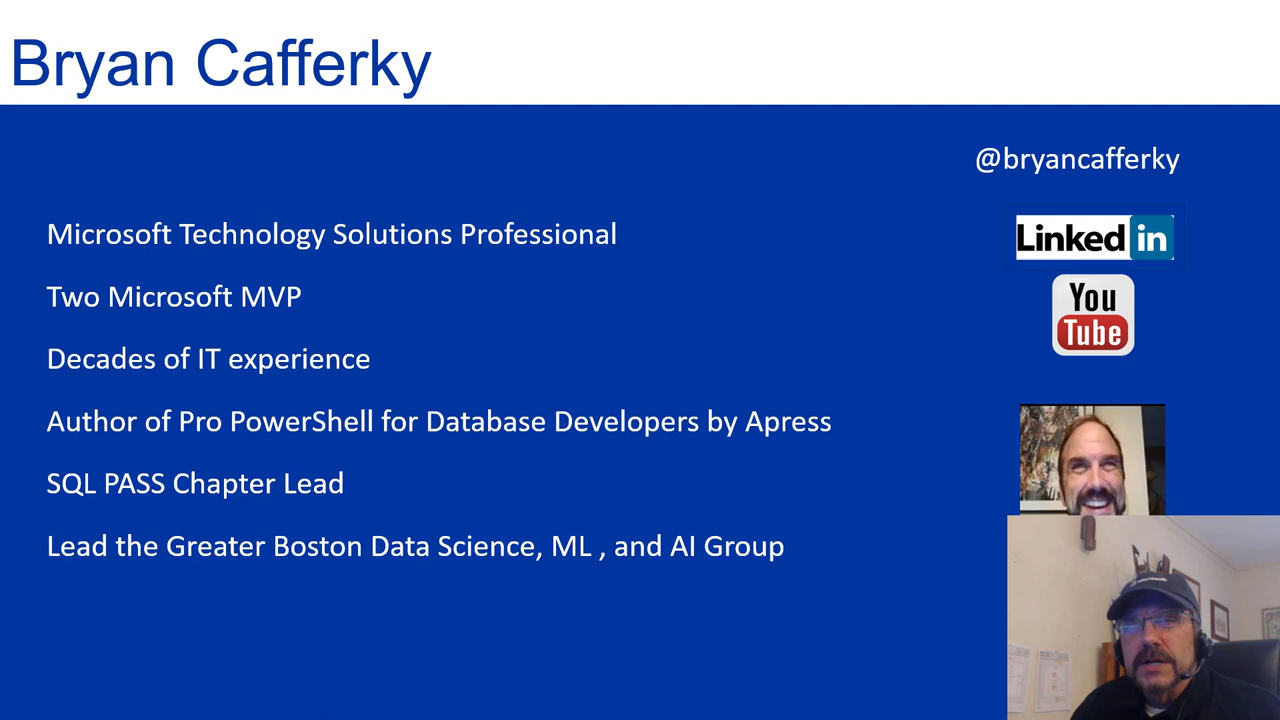 Bryan Cafferky
@bryancafferky
Microsoft Technology Solutions Professional
Linked in
Two Microsoft MVP
You
Tube
Decades of IT experience
Author of Pro PowerShell for Database Developers by Apress
SQL PASS Chapter Lead
Lead the Greater Boston Data Science, ML , and AI Group
Microsoft